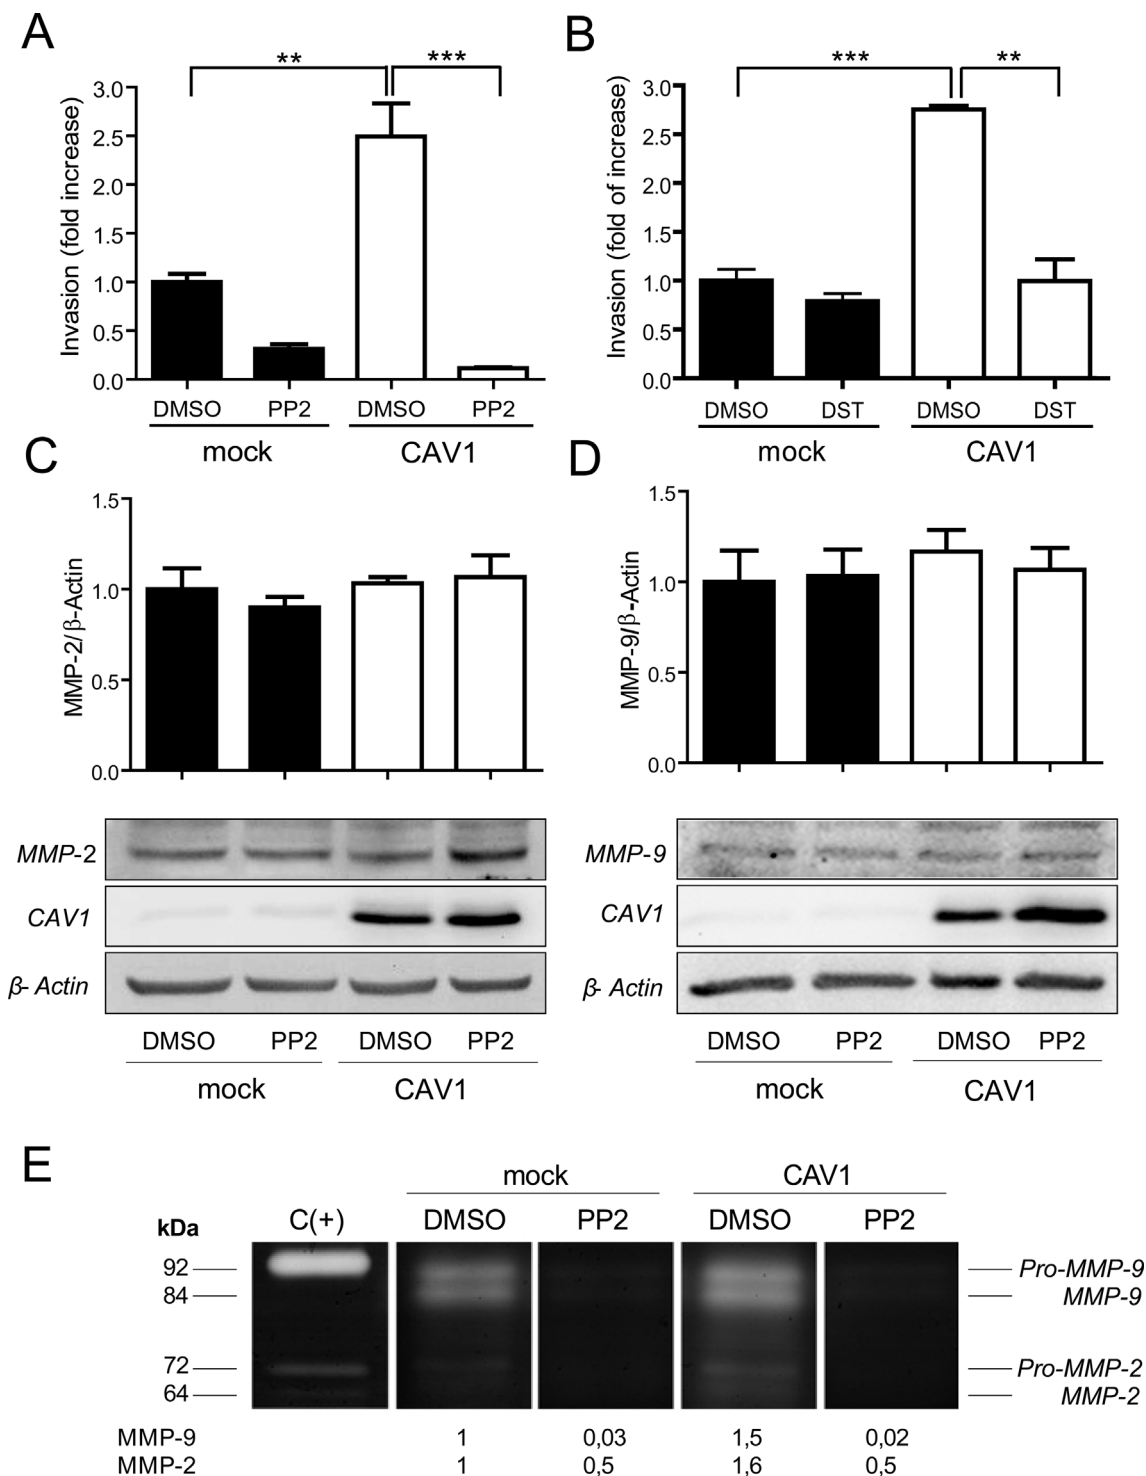 A
B
** ***
*** **
Invasion (fold increase)
3.0
2.5
2.0
1.5
1.0
0.5
0.0
DMSO PP2 DMSO PP2
mock CAV1
Invasion (fold of increase)
3.0
2.5
2.0
1.5
1.0
0.5
0.0
DMSO DST DMSO DST
mock CAV1
C
D
MMP-2/β-Actin
1.5
1.0
0.5
0.0
MMP-9/β-Actin
1.5
1.0
0.5
0.0
MMP-2
CAV1
β- Actin
DMSO PP2 DMSO PP2
mock CAV1
MMP-9
CAV1
β- Actin
DMSO PP2 DMSO PP2
mock CAV1
E
mock CAV1
kDa C(+) DMSO PP2 DMSO PP2
92 Pro-MMP-9
84 MMP-9
72 Pro-MMP-2
64 MMP-2
MMP-9 1 0,03 1,5 0,02
MMP-2 1 0,5 1,6 0,5